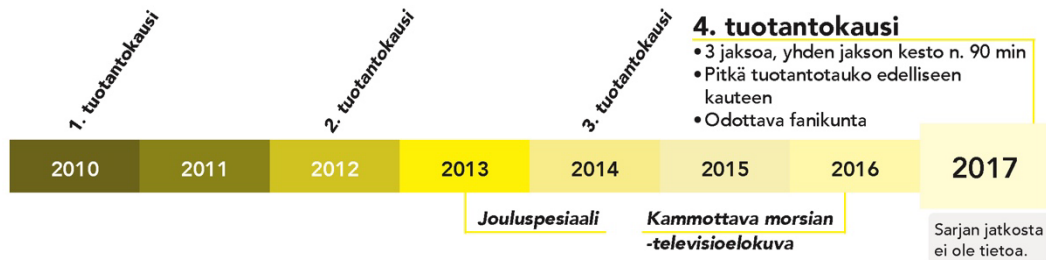 1. tuotantokausi
2. tuotantokausi
3. tuotantokausi
4. tuotantokausi
• 3 jaksoa, yhden jakson kesto n. 90 min
• Pitkä tuotantotauko edelliseen
kauteen
• Odottava fanikunta
2010
2011
2012
2013
2014
2015
2016
2017
Jouluspesiaali
Kammottava morsian
-televisioelokuva
Sarjan jatkosta
ei ole tietoa.